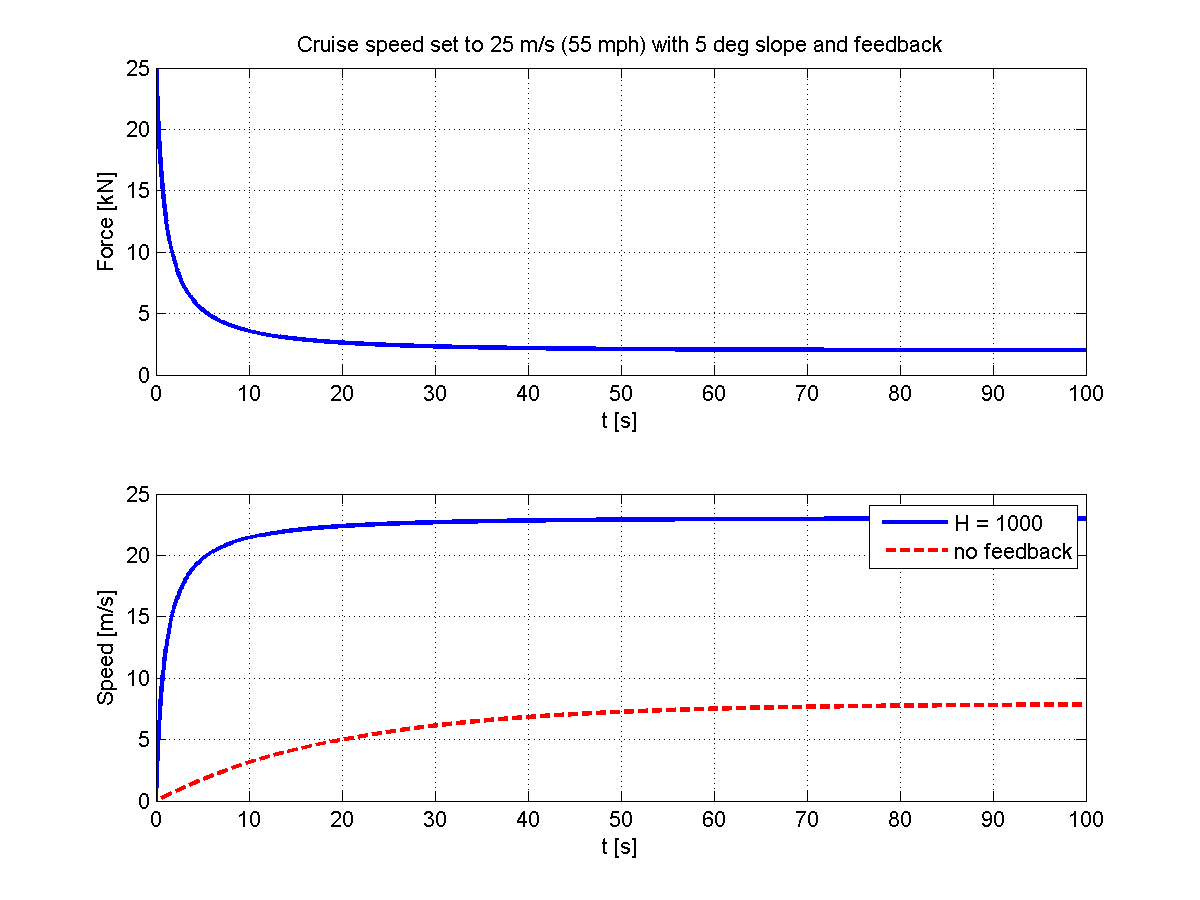 Cruise speed set to 25 m/s (55 mph) with 5 deg slope and feedback
25
20
15
10
5
0
Force [kN]
0 10 20 30 40 50 60 70 80 90 100
t [s]
25
20
15
10
5
0
Speed [m/s]
H = 1000
no feedback
0 10 20 30 40 50 60 70 80 90 100
t [s]